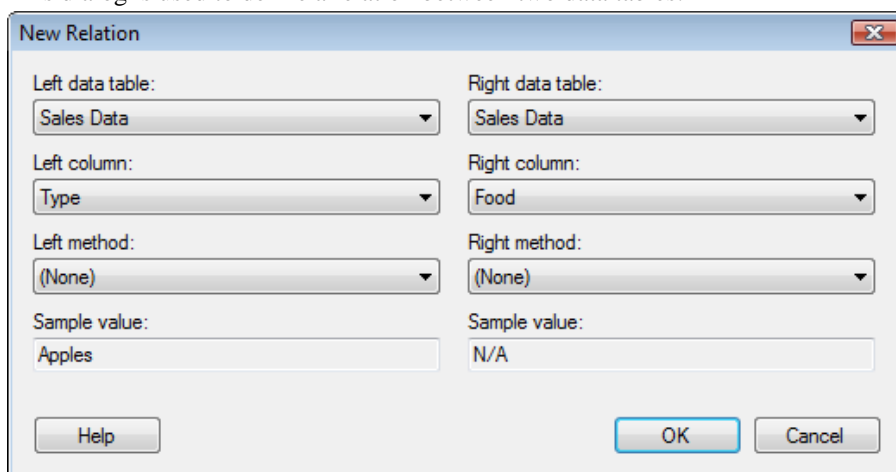 New Relation
Left data table: Right data table:
Sales Data Sales Data
Left column: Right column:
Type Food
Left method: Right method:
(None) (None)
Sample value: Sample value:
Apples N/A
Help OK Cancel